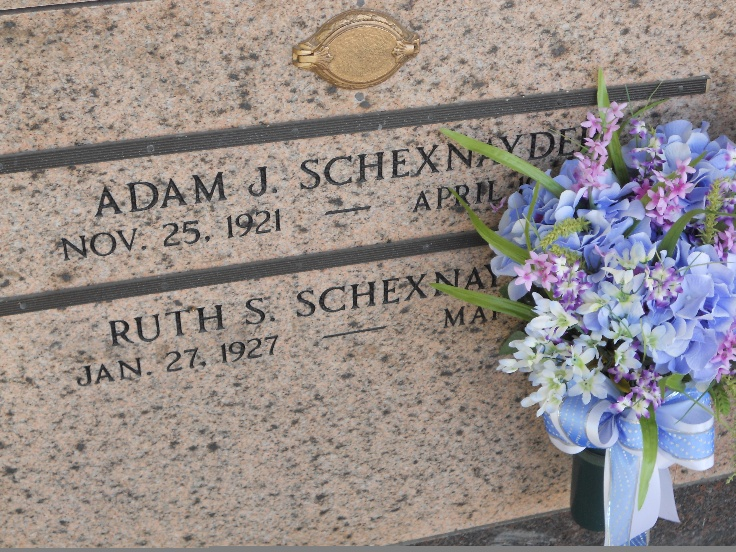 ADAM J. SCHEXNAYDE
NOV. 25, 1921 — APRIL
RUTH S. SCHEXNAY
JAN. 27, 1927 — MA